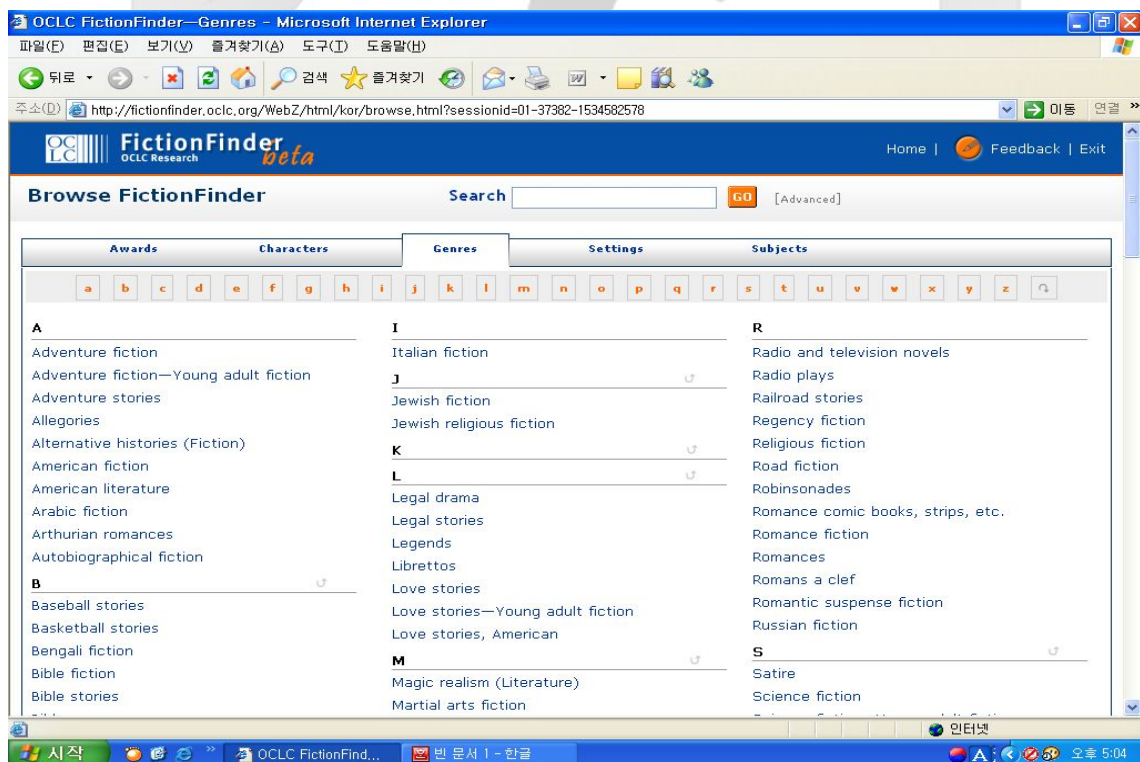 OCLC FictionFinder—Genres - Microsoft Internet Explorer
파일(F) 편집(E) 보기(V) 즐겨찾기(A) 도구(T) 도움말(H)
뒤로 검색 즐겨찾기
주소(D) http://fictionfinder.oclc.org/WebZ/html/kor/browse.html?sessionid=01-37382-1534582578 이동 연결 »
OCLC FictionFinder beta Home | Feedback | Exit
OCLC Research
Browse FictionFinder Search GO [Advanced]
Awards Characters Genres Settings Subjects
a b c d e f g h i j k l m n o p q r s t u v w x y z
A
Adventure fiction
Adventure fiction—Young adult fiction
Adventure stories
Allegories
Alternative histories (Fiction)
American fiction
American literature
Arabic fiction
Arthurian romances
Autobiographical fiction
B
Baseball stories
Basketball stories
Bengali fiction
Bible fiction
Bible stories
I
Italian fiction
J
Jewish fiction
Jewish religious fiction
K
L
Legal drama
Legal stories
Legends
Librettos
Love stories
Love stories—Young adult fiction
Love stories, American
M
Magic realism (Literature)
Martial arts fiction
R
Radio and television novels
Radio plays
Railroad stories
Regency fiction
Religious fiction
Road fiction
Robinsonades
Romance comic books, strips, etc.
Romance fiction
Romances
Romans a clef
Romantic suspense fiction
Russian fiction
S
Satire
Science fiction
인터넷
시작 » OCLC FictionFind... 빈 문서 1 - 한글 A 오후 5:04